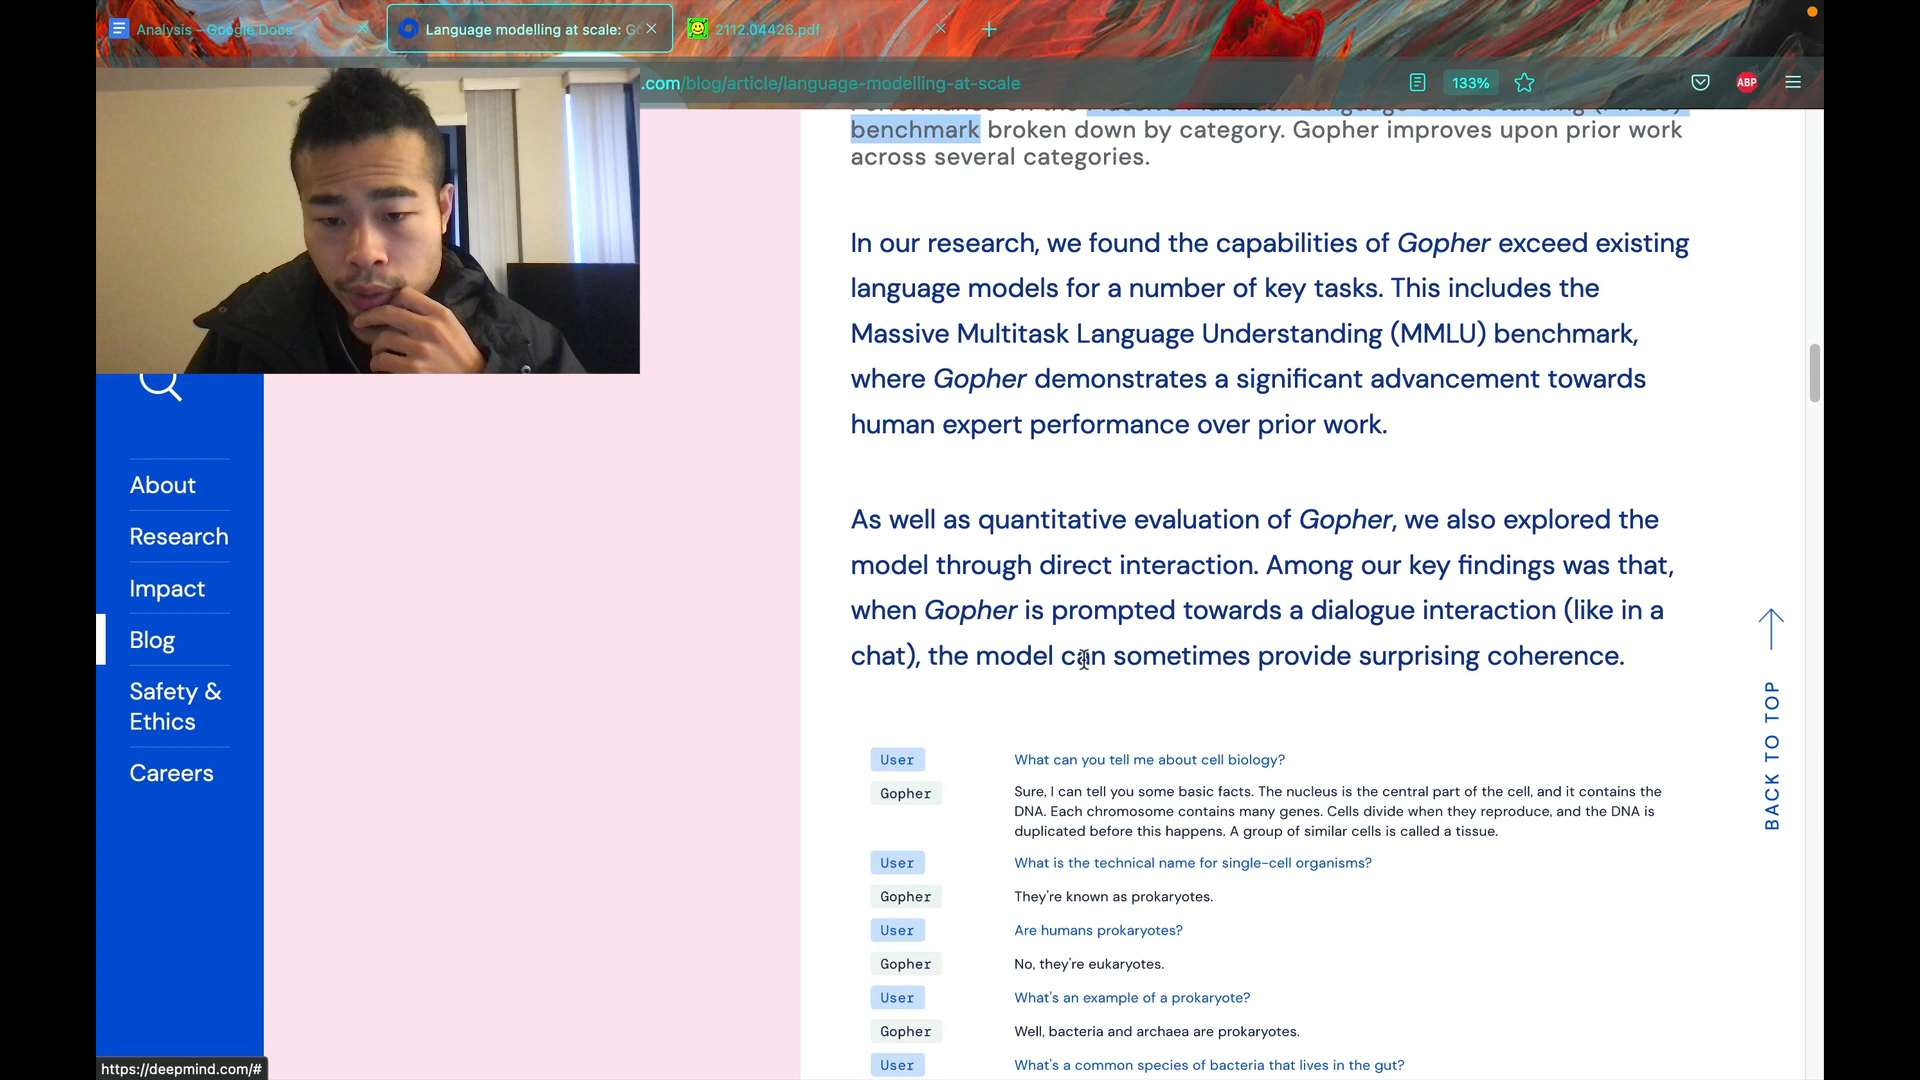 Analysis – Google Docs
Language modelling at scale: Go
2112.04426.pdf
.com/blog/article/language-modelling-at-scale
133%
ABP
benchmark broken down by category. Gopher improves upon prior work
across several categories.
In our research, we found the capabilities of Gopher exceed existing
language models for a number of key tasks. This includes the
Massive Multitask Language Understanding (MMLU) benchmark,
where Gopher demonstrates a significant advancement towards
human expert performance over prior work.
As well as quantitative evaluation of Gopher, we also explored the
model through direct interaction. Among our key findings was that,
when Gopher is prompted towards a dialogue interaction (like in a
chat), the model can sometimes provide surprising coherence.
About
Research
Impact
Blog
Safety &
Ethics
Careers
BACK TO TOP
User What can you tell me about cell biology?
Gopher Sure, I can tell you some basic facts. The nucleus is the central part of the cell, and it contains the
DNA. Each chromosome contains many genes. Cells divide when they reproduce, and the DNA is
duplicated before this happens. A group of similar cells is called a tissue.
User What is the technical name for single-cell organisms?
Gopher They're known as prokaryotes.
User Are humans prokaryotes?
Gopher No, they're eukaryotes.
User What's an example of a prokaryote?
Gopher Well, bacteria and archaea are prokaryotes.
User What's a common species of bacteria that lives in the gut?
https://deepmind.com/#